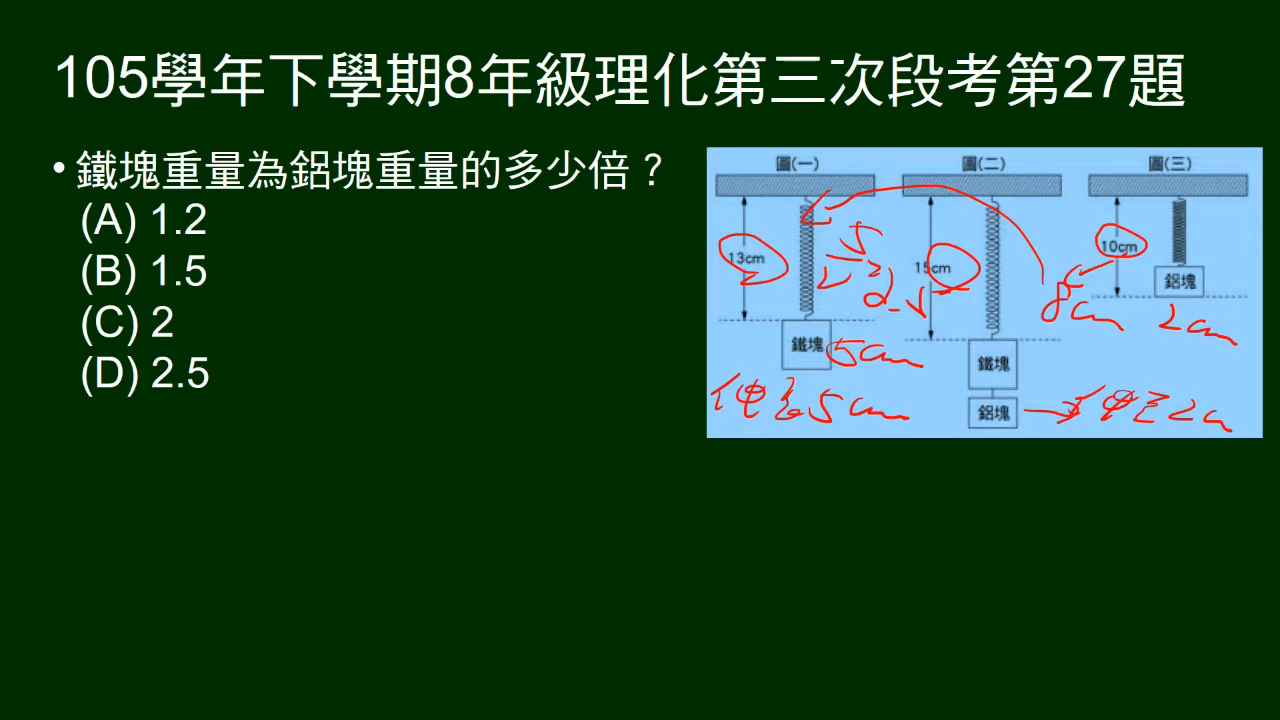 105學年下學期8年級理化第三次段考第27題
• 鐵塊重量為鋁塊重量的多少倍？
(A) 1.2
(B) 1.5
(C) 2
(D) 2.5
圖(一)
圖(二)
圖(三)
13cm
15cm
10cm
鐵塊
鐵塊
鋁塊
鋁塊
5cm
8cm
2cm
5
2